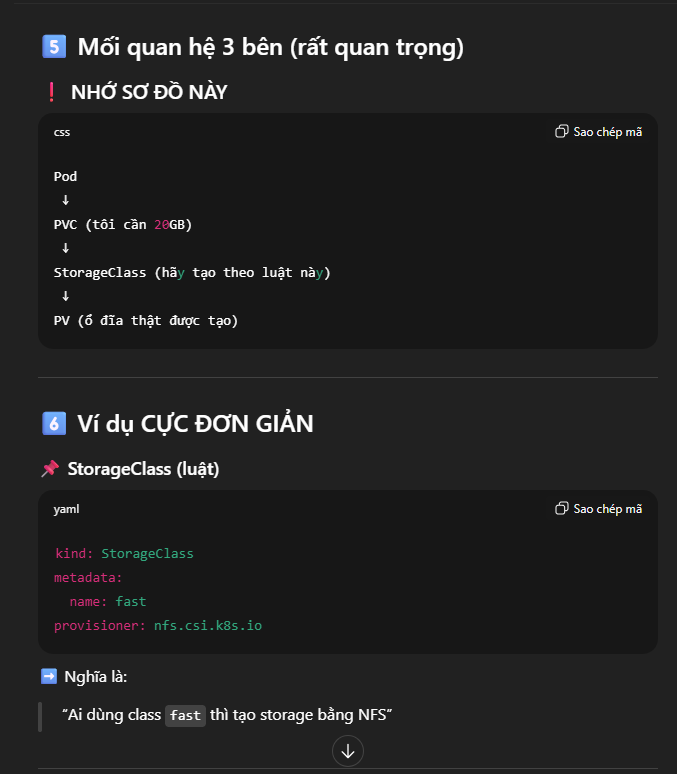 5 Mối quan hệ 3 bên (rất quan trọng)
❗ NHỚ SƠ ĐỒ NÀY
css
Sao chép mã
Pod
↓
PVC (tôi cần 20GB)
↓
StorageClass (hãy tạo theo luật này)
↓
PV (ổ đĩa thật được tạo)
6 Ví dụ CỰC ĐƠN GIẢN
📌 StorageClass (luật)
yaml
Sao chép mã
kind: StorageClass
metadata:
  name: fast
provisioner: nfs.csi.k8s.io
➡ Nghĩa là:
“Ai dùng class fast thì tạo storage bằng NFS”
↓